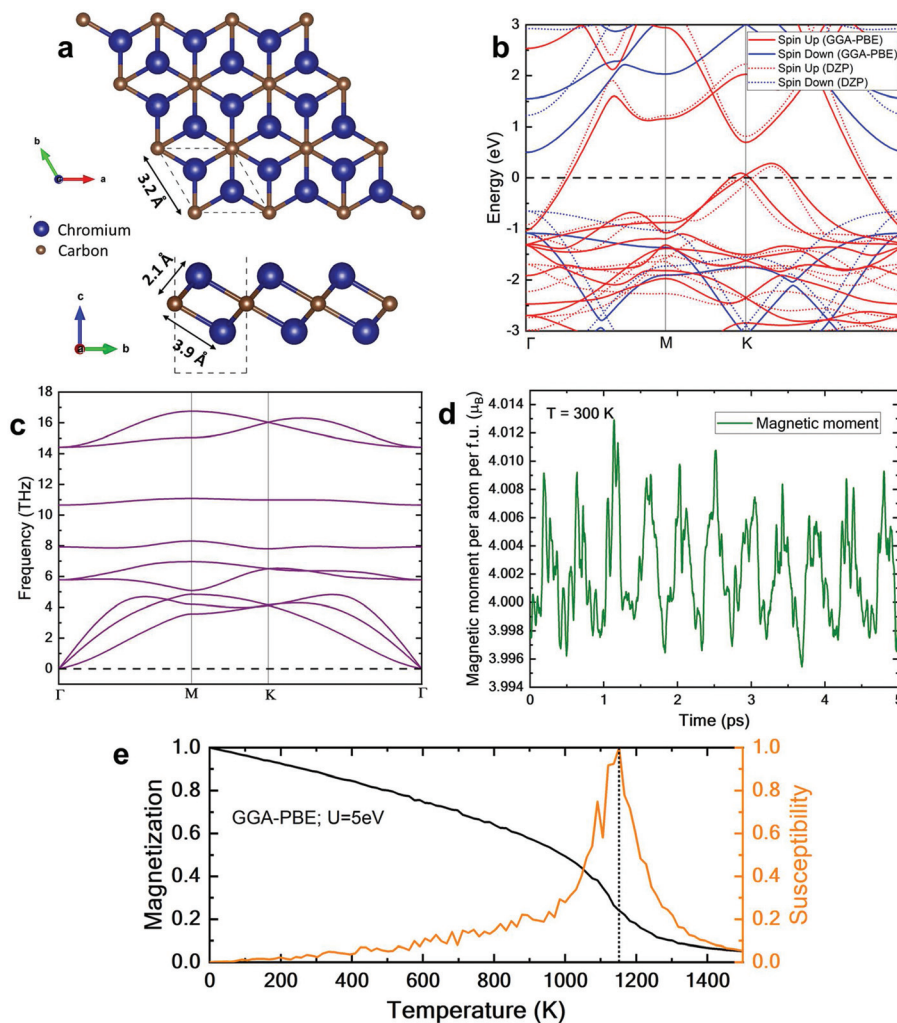 a
b
a
3.2 Å
Chromium
Carbon
2.1 Å
c
a
b
3.9 Å
b
3
2
1
0
-1
-2
-3
Energy (eV)
Spin Up (GGA-PBE)
Spin Down (GGA-PBE)
Spin Up (DZP)
Spin Down (DZP)
Γ
M
K
c
18
16
14
12
10
8
6
4
2
0
Frequency (THz)
Γ
M
K
Γ
d
T = 300 K
Magnetic moment
4.014
4.012
4.010
4.008
4.006
4.004
4.002
4.000
3.998
3.996
3.994
Magnetic moment per atom per f.u. (μB)
0 1 2 3 4 5
Time (ps)
e
GGA-PBE; U=5eV
1.0
0.8
0.6
0.4
0.2
0.0
Magnetization
1.0
0.8
0.6
0.4
0.2
0.0
Susceptibility
0 200 400 600 800 1000 1200 1400
Temperature (K)